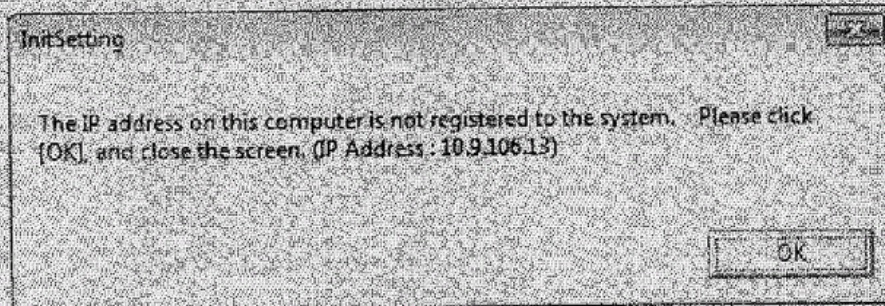 InitSetting
The IP address on this computer is not registered to the system. Please click
[OK], and close the screen. (IP Address : 10.9.106.13)
OK